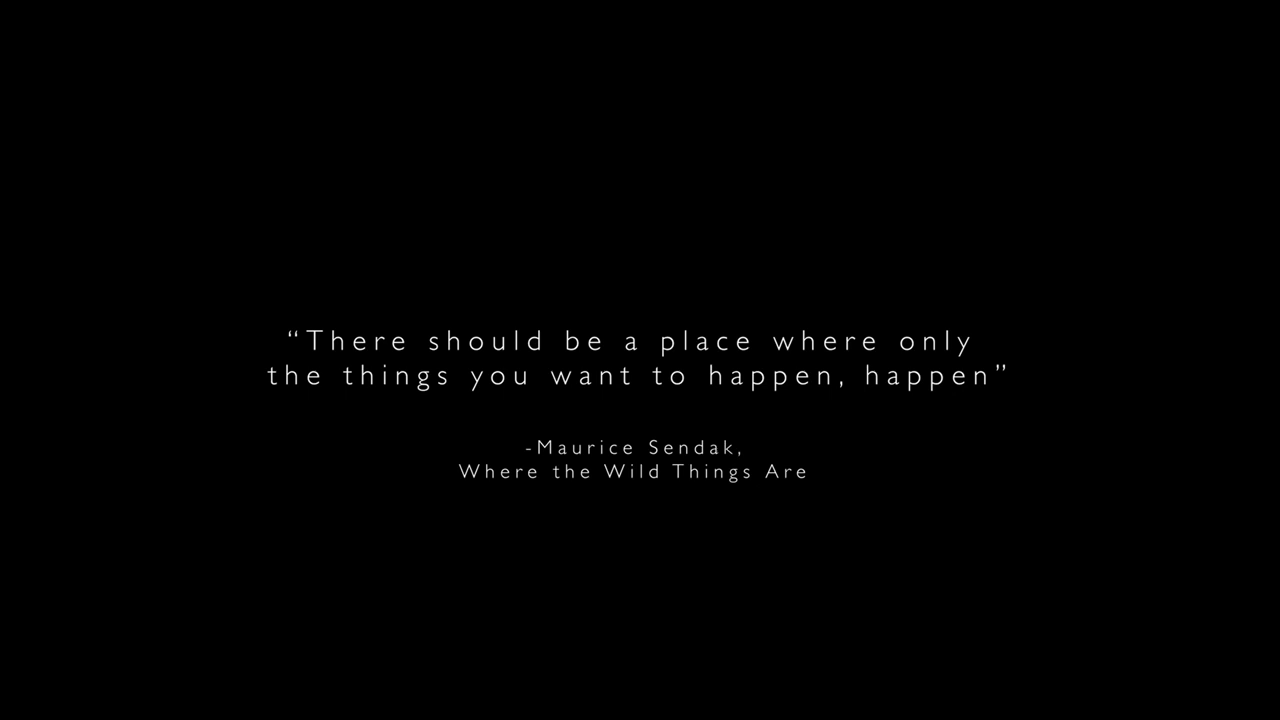 “There should be a place where only
the things you want to happen, happen”
-Maurice Sendak,
Where the Wild Things Are